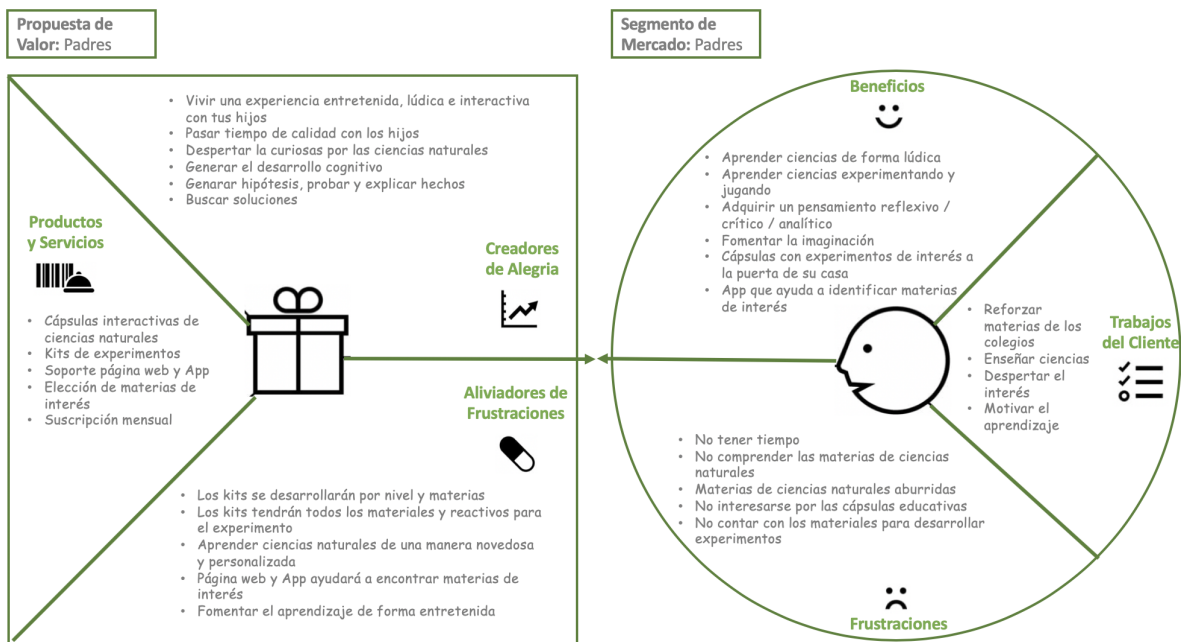 Propuesta de
Valor: Padres
• Vivir una experiencia entretenida, lúdica e interactiva
con tus hijos
• Pasar tiempo de calidad con los hijos
• Despertar la curiosas por las ciencias naturales
• Generar el desarrollo cognitivo
• Genarar hipótesis, probar y explicar hechos
• Buscar soluciones
Productos
y Servicios
• Cápsulas interactivas de
ciencias naturales
• Kits de experimentos
• Soporte página web y App
• Elección de materias de
interés
• Suscripción mensual
Creadores
de Alegria
Aliviadores de
Frustraciones
• Los kits se desarrollarán por nivel y materias
• Los kits tendrán todos los materiales y reactivos para
el experimento
• Aprender ciencias naturales de una manera novedosa
y personalizada
• Página web y App ayudará a encontrar materias de
interés
• Fomentar el aprendizaje de forma entretenida
Segmento de
Mercado: Padres
Beneficios
• Aprender ciencias de forma lúdica
• Aprender ciencias experimentando y
jugando
• Adquirir un pensamiento reflexivo /
crítico / analítico
• Fomentar la imaginación
• Cápsulas con experimentos de interés a
la puerta de su casa
• App que ayuda a identificar materias
de interés
• Reforzar
materias de los
colegios
• Enseñar ciencias
• Despertar el
interés
• Motivar el
aprendizaje
Trabajos
del Cliente
• No tener tiempo
• No comprender las materias de ciencias
naturales
• Materias de ciencias naturales aburridas
• No interesarse por las cápsulas educativas
• No contar con los materiales para desarrollar
experimentos
Frustraciones